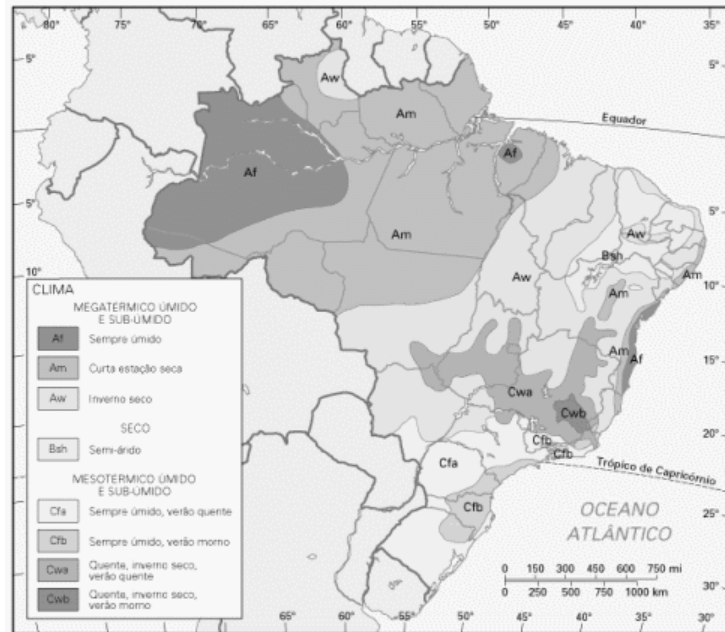 80° 75° 70° 65° 60° 55° 50° 45° 40° 35°
5°
5°
Aw
Am
Equador
0°
Af
Af
5°
5°
Am
Aw
Bsh
Am
10°
Aw
Am
10°
CLIMA
MEGATERMICO ÚMIDO
E SUB-ÚMIDO
Af Sempre úmido
Am Curta estação seca
Aw Inverno seco
SECO
Bsh Semi-árido
MESOTERMICO ÚMIDO
E SUB-ÚMIDO
Cfa Sempre úmido, verão quente
Cfb Sempre úmido, verão morno
Cwa Quente, inverno seco,
verão quente
Cwb Quente, inverno seco,
verão morno
Am
Af
15°
Cwa
Cwb
20°
Cfb
Cfb
Cfa
Trópico de Capricórnio
Cfb
OCEANO
ATLÂNTICO
25°
0 150 300 450 600 750 mi
0 250 500 750 1000 km
30°
65° 60° 55° 50° 45° 40° 35° 30°